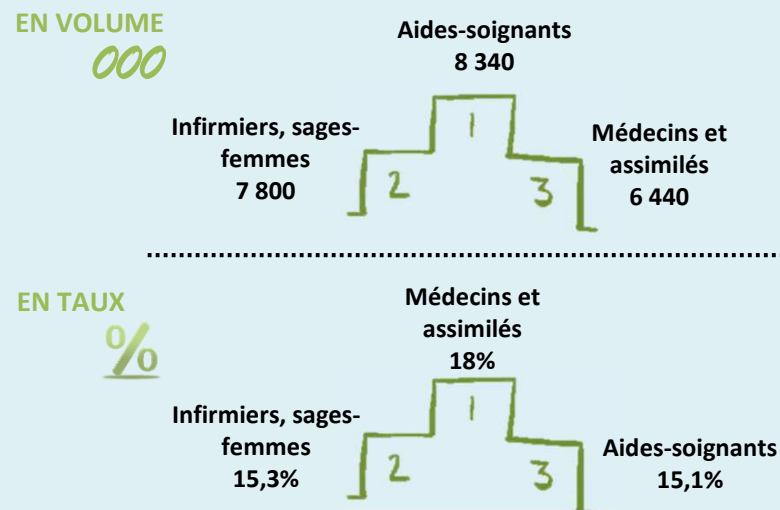 EN VOLUME
000
Aides-soignants
8 340
Infirmiers, sages-
femmes
7 800
1
2
3
Médecins et
assimilés
6 440
EN TAUX
%
Médecins et
assimilés
18%
Infirmiers, sages-
femmes
15,3%
1
2
3
Aides-soignants
15,1%